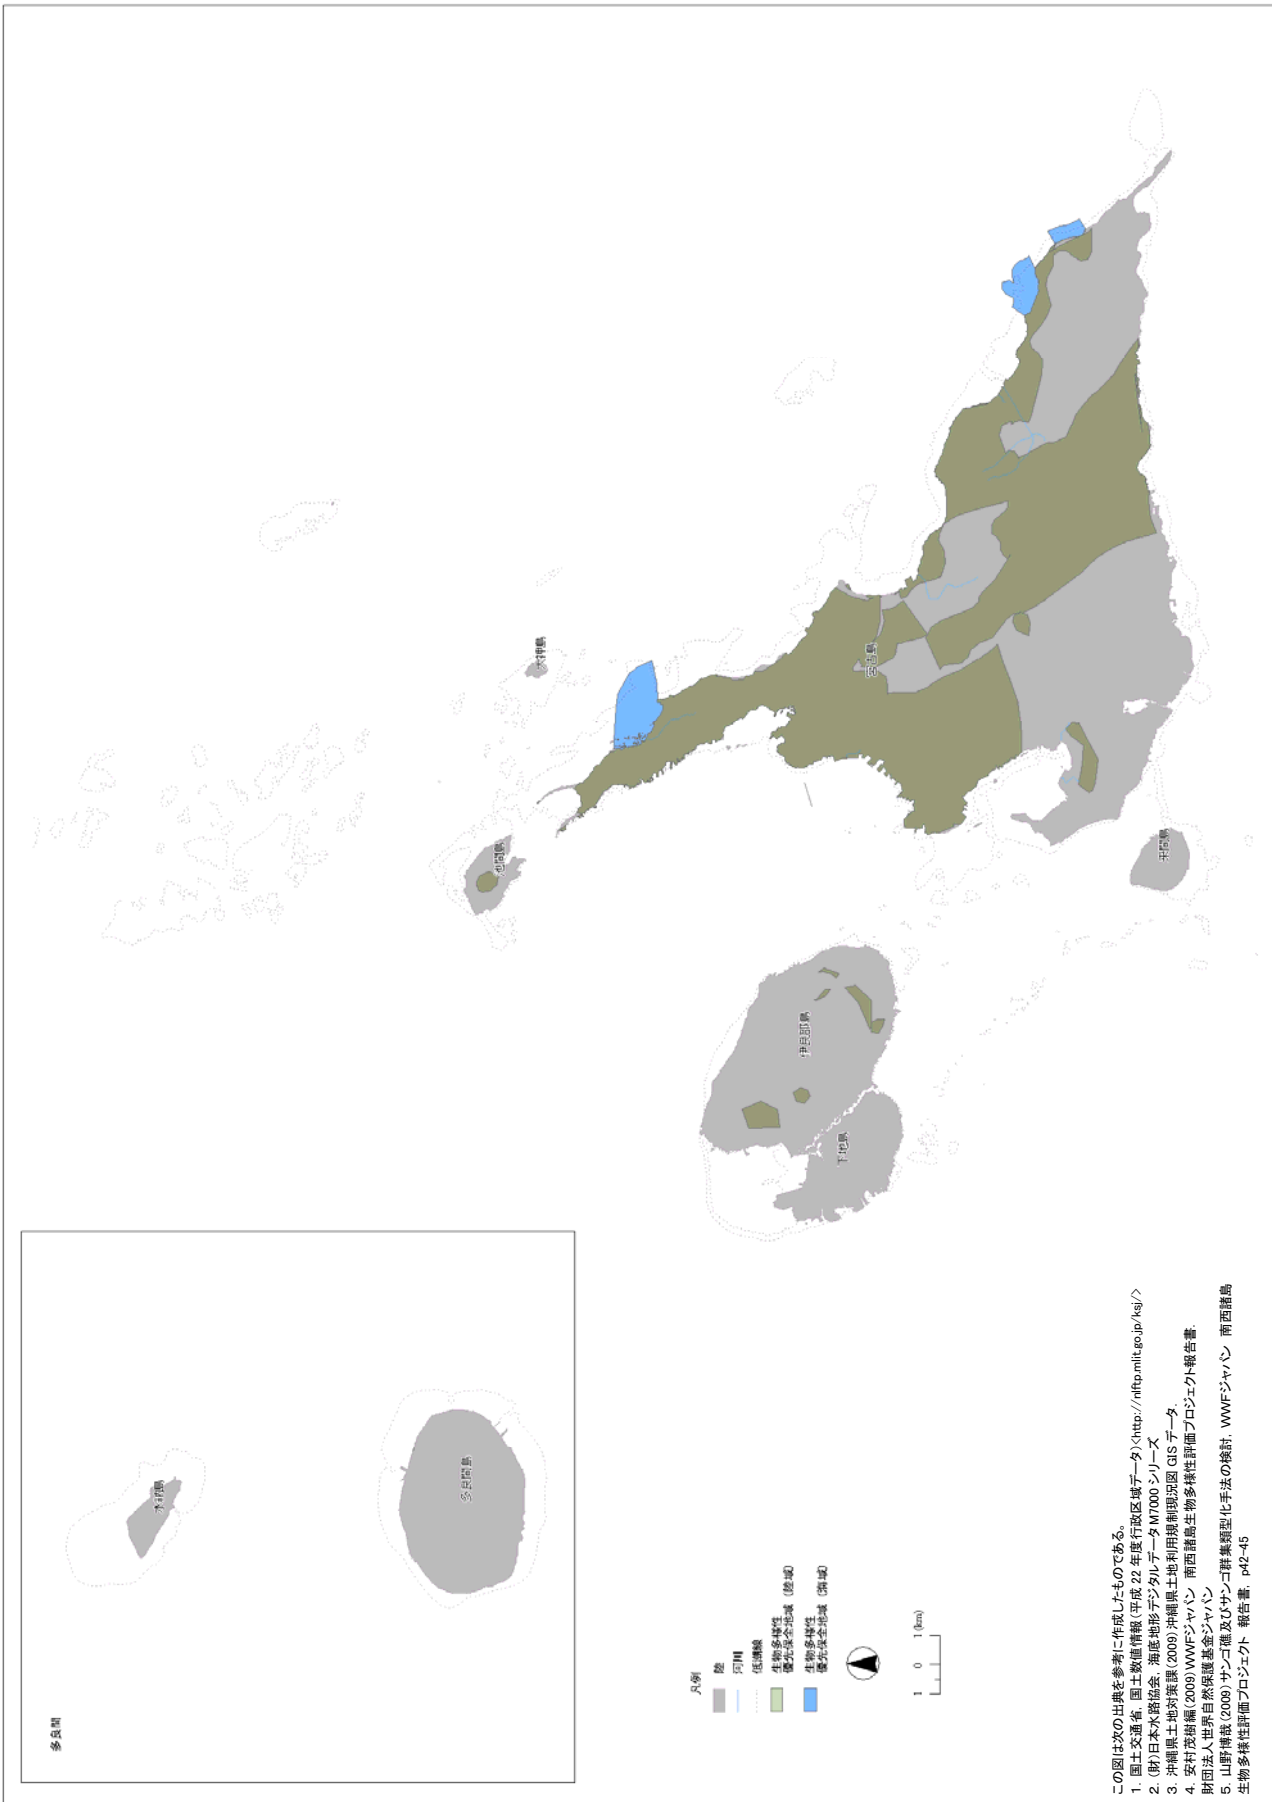 多良間
水納島
多良間島
池間島
大神島
宮古島
伊良部島
下地島
来間島
凡例
陸
河川
低潮線
生物多様性
優先保全地域（陸域）
生物多様性
優先保全地域（海域）
1 0 1 (km)
この図は次の出典を参考に作成したものである。
1. 国土交通省. 国土数値情報(平成 22 年度行政区域データ)<http://nlftp.mlit.go.jp/ksj/>
2. (財)日本水路協会. 海底地形デジタルデータ M7000 シリーズ
3. 沖縄県土地対策課(2009)沖縄県土地利用規制現況図 GIS データ.
4. 安村茂樹編(2009)WWFジャパン 南西諸島生物多様性評価プロジェクト報告書.
財団法人世界自然保護基金ジャパン
5. 山野博哉(2009)サンゴ礁及びサンゴ群集類型化手法の検討. WWFジャパン 南西諸島
生物多様性評価プロジェクト 報告書. p42-45